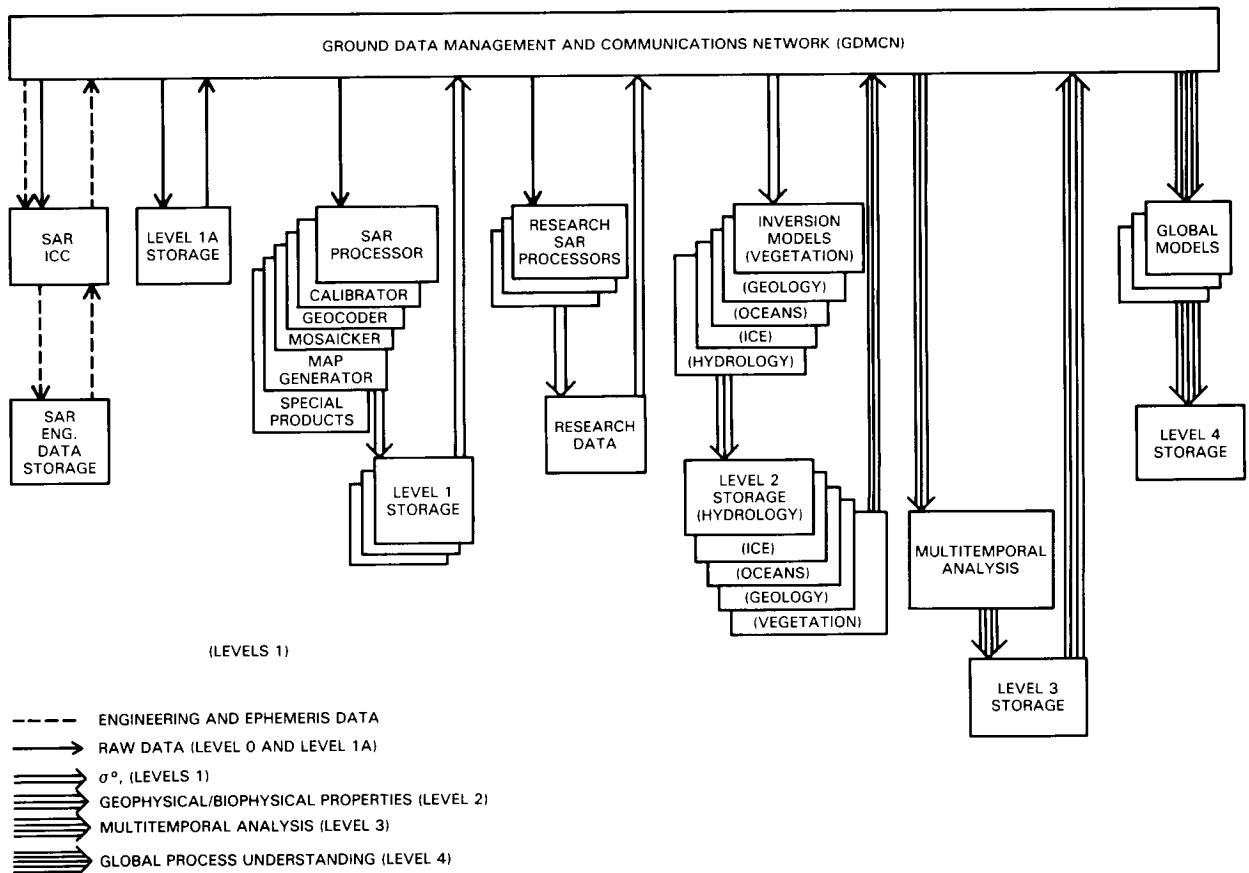 GROUND DATA MANAGEMENT AND COMMUNICATIONS NETWORK (GDMCN)
SAR
ICC
LEVEL 1A
STORAGE
SAR
PROCESSOR
CALIBRATOR
GEOCODER
MOSAICKER
MAP
GENERATOR
SPECIAL
PRODUCTS
RESEARCH
SAR
PROCESSORS
INVERSION
MODELS
(VEGETATION)
(GEOLOGY)
(OCEANS)
(ICE)
(HYDROLOGY)
GLOBAL
MODELS
SAR
ENG.
DATA
STORAGE
LEVEL 1
STORAGE
RESEARCH
DATA
LEVEL 2
STORAGE
(HYDROLOGY)
(ICE)
(OCEANS)
(GEOLOGY)
(VEGETATION)
MULTITEMPORAL
ANALYSIS
LEVEL 4
STORAGE
LEVEL 3
STORAGE
(LEVELS 1)
ENGINEERING AND EPHEMERIS DATA
RAW DATA (LEVEL 0 AND LEVEL 1A)
σº, (LEVELS 1)
GEOPHYSICAL/BIOPHYSICAL PROPERTIES (LEVEL 2)
MULTITEMPORAL ANALYSIS (LEVEL 3)
GLOBAL PROCESS UNDERSTANDING (LEVEL 4)